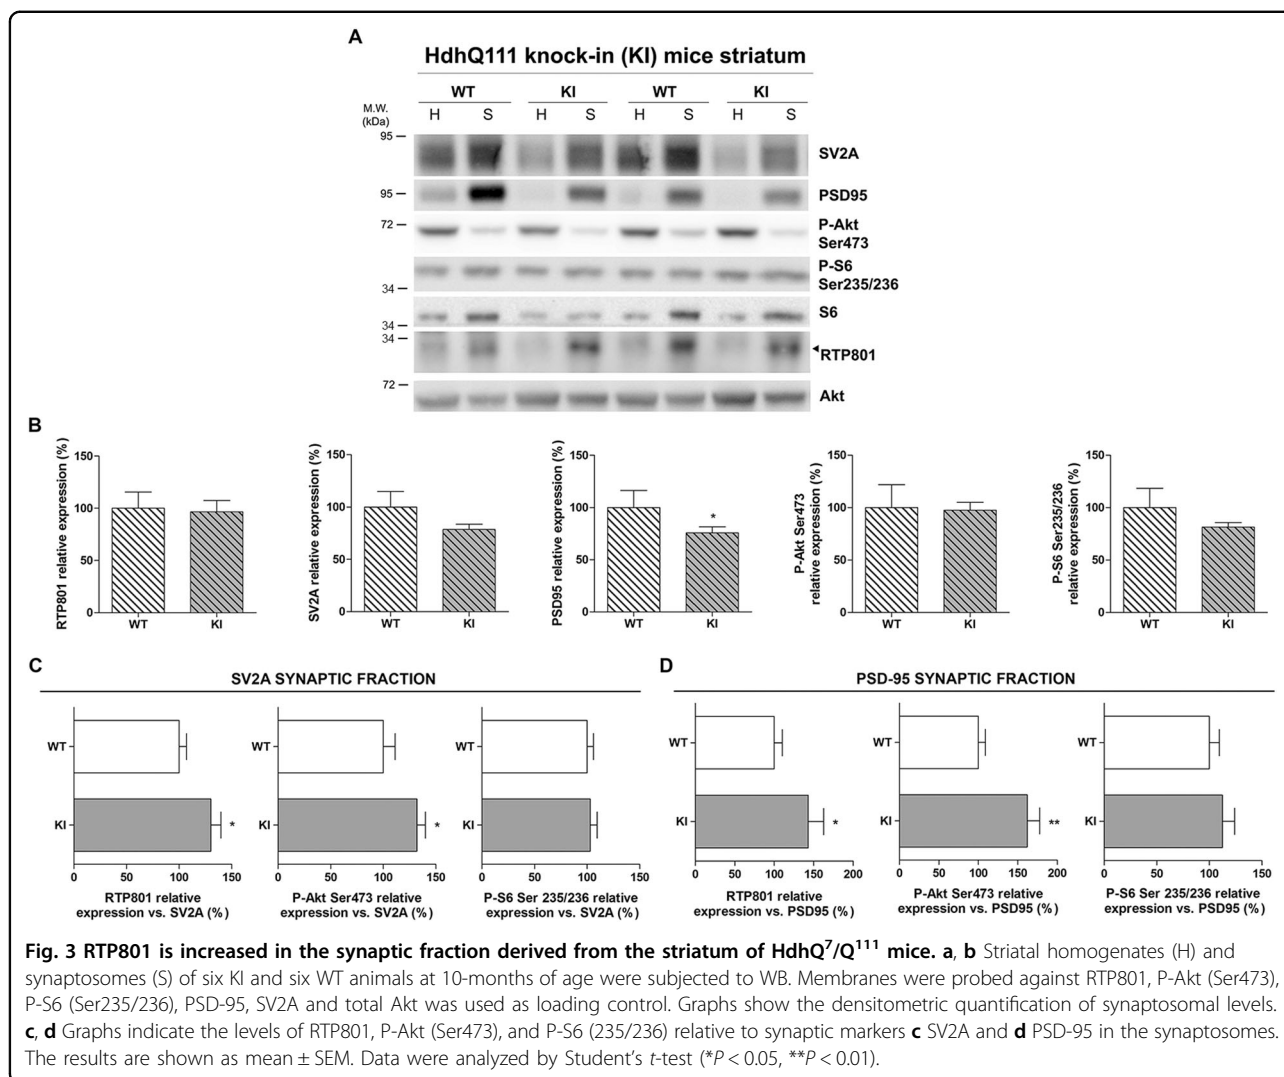 A
HdhQ111 knock-in (KI) mice striatum
WT KI WT KI
M.W.
(kDa)
H S H S H S H S
95
SV2A
95
PSD95
72
P-Akt
Ser473
P-S6
Ser235/236
34
S6
34
34
RTP801
72
Akt
B
RTP801 relative expression (%)
150
100
50
0
WT KI
SV2A relative expression (%)
150
100
50
0
WT KI
PSD95 relative expression (%)
150
100
50
0
*
WT KI
P-Akt Ser473
relative expression (%)
150
100
50
0
WT KI
P-S6 Ser235/236
relative expression (%)
150
100
50
0
WT KI
C
SV2A SYNAPTIC FRACTION
WT
KI
*
0 50 100 150
RTP801 relative
expression vs. SV2A (%)
WT
KI
*
0 50 100 150
P-Akt Ser473 relative
expression vs. SV2A (%)
WT
KI
0 50 100 150
P-S6 Ser 235/236 relative
expression vs. SV2A (%)
D
PSD-95 SYNAPTIC FRACTION
WT
KI
*
0 50 100 150 200
RTP801 relative
expression vs. PSD95 (%)
WT
KI
**
0 50 100 150 200
P-Akt Ser473 relative
expression vs. PSD95 (%)
WT
KI
0 50 100 150
P-S6 Ser 235/236 relative
expression vs. PSD95 (%)
Fig. 3 RTP801 is increased in the synaptic fraction derived from the striatum of HdhQ⁷/Q¹¹¹ mice. a, b Striatal homogenates (H) and
synaptosomes (S) of six KI and six WT animals at 10-months of age were subjected to WB. Membranes were probed against RTP801, P-Akt (Ser473),
P-S6 (Ser235/236), PSD-95, SV2A and total Akt was used as loading control. Graphs show the densitometric quantification of synaptosomal levels.
c, d Graphs indicate the levels of RTP801, P-Akt (Ser473), and P-S6 (235/236) relative to synaptic markers c SV2A and d PSD-95 in the synaptosomes.
The results are shown as mean ± SEM. Data were analyzed by Student's t-test (*P < 0.05, **P < 0.01).